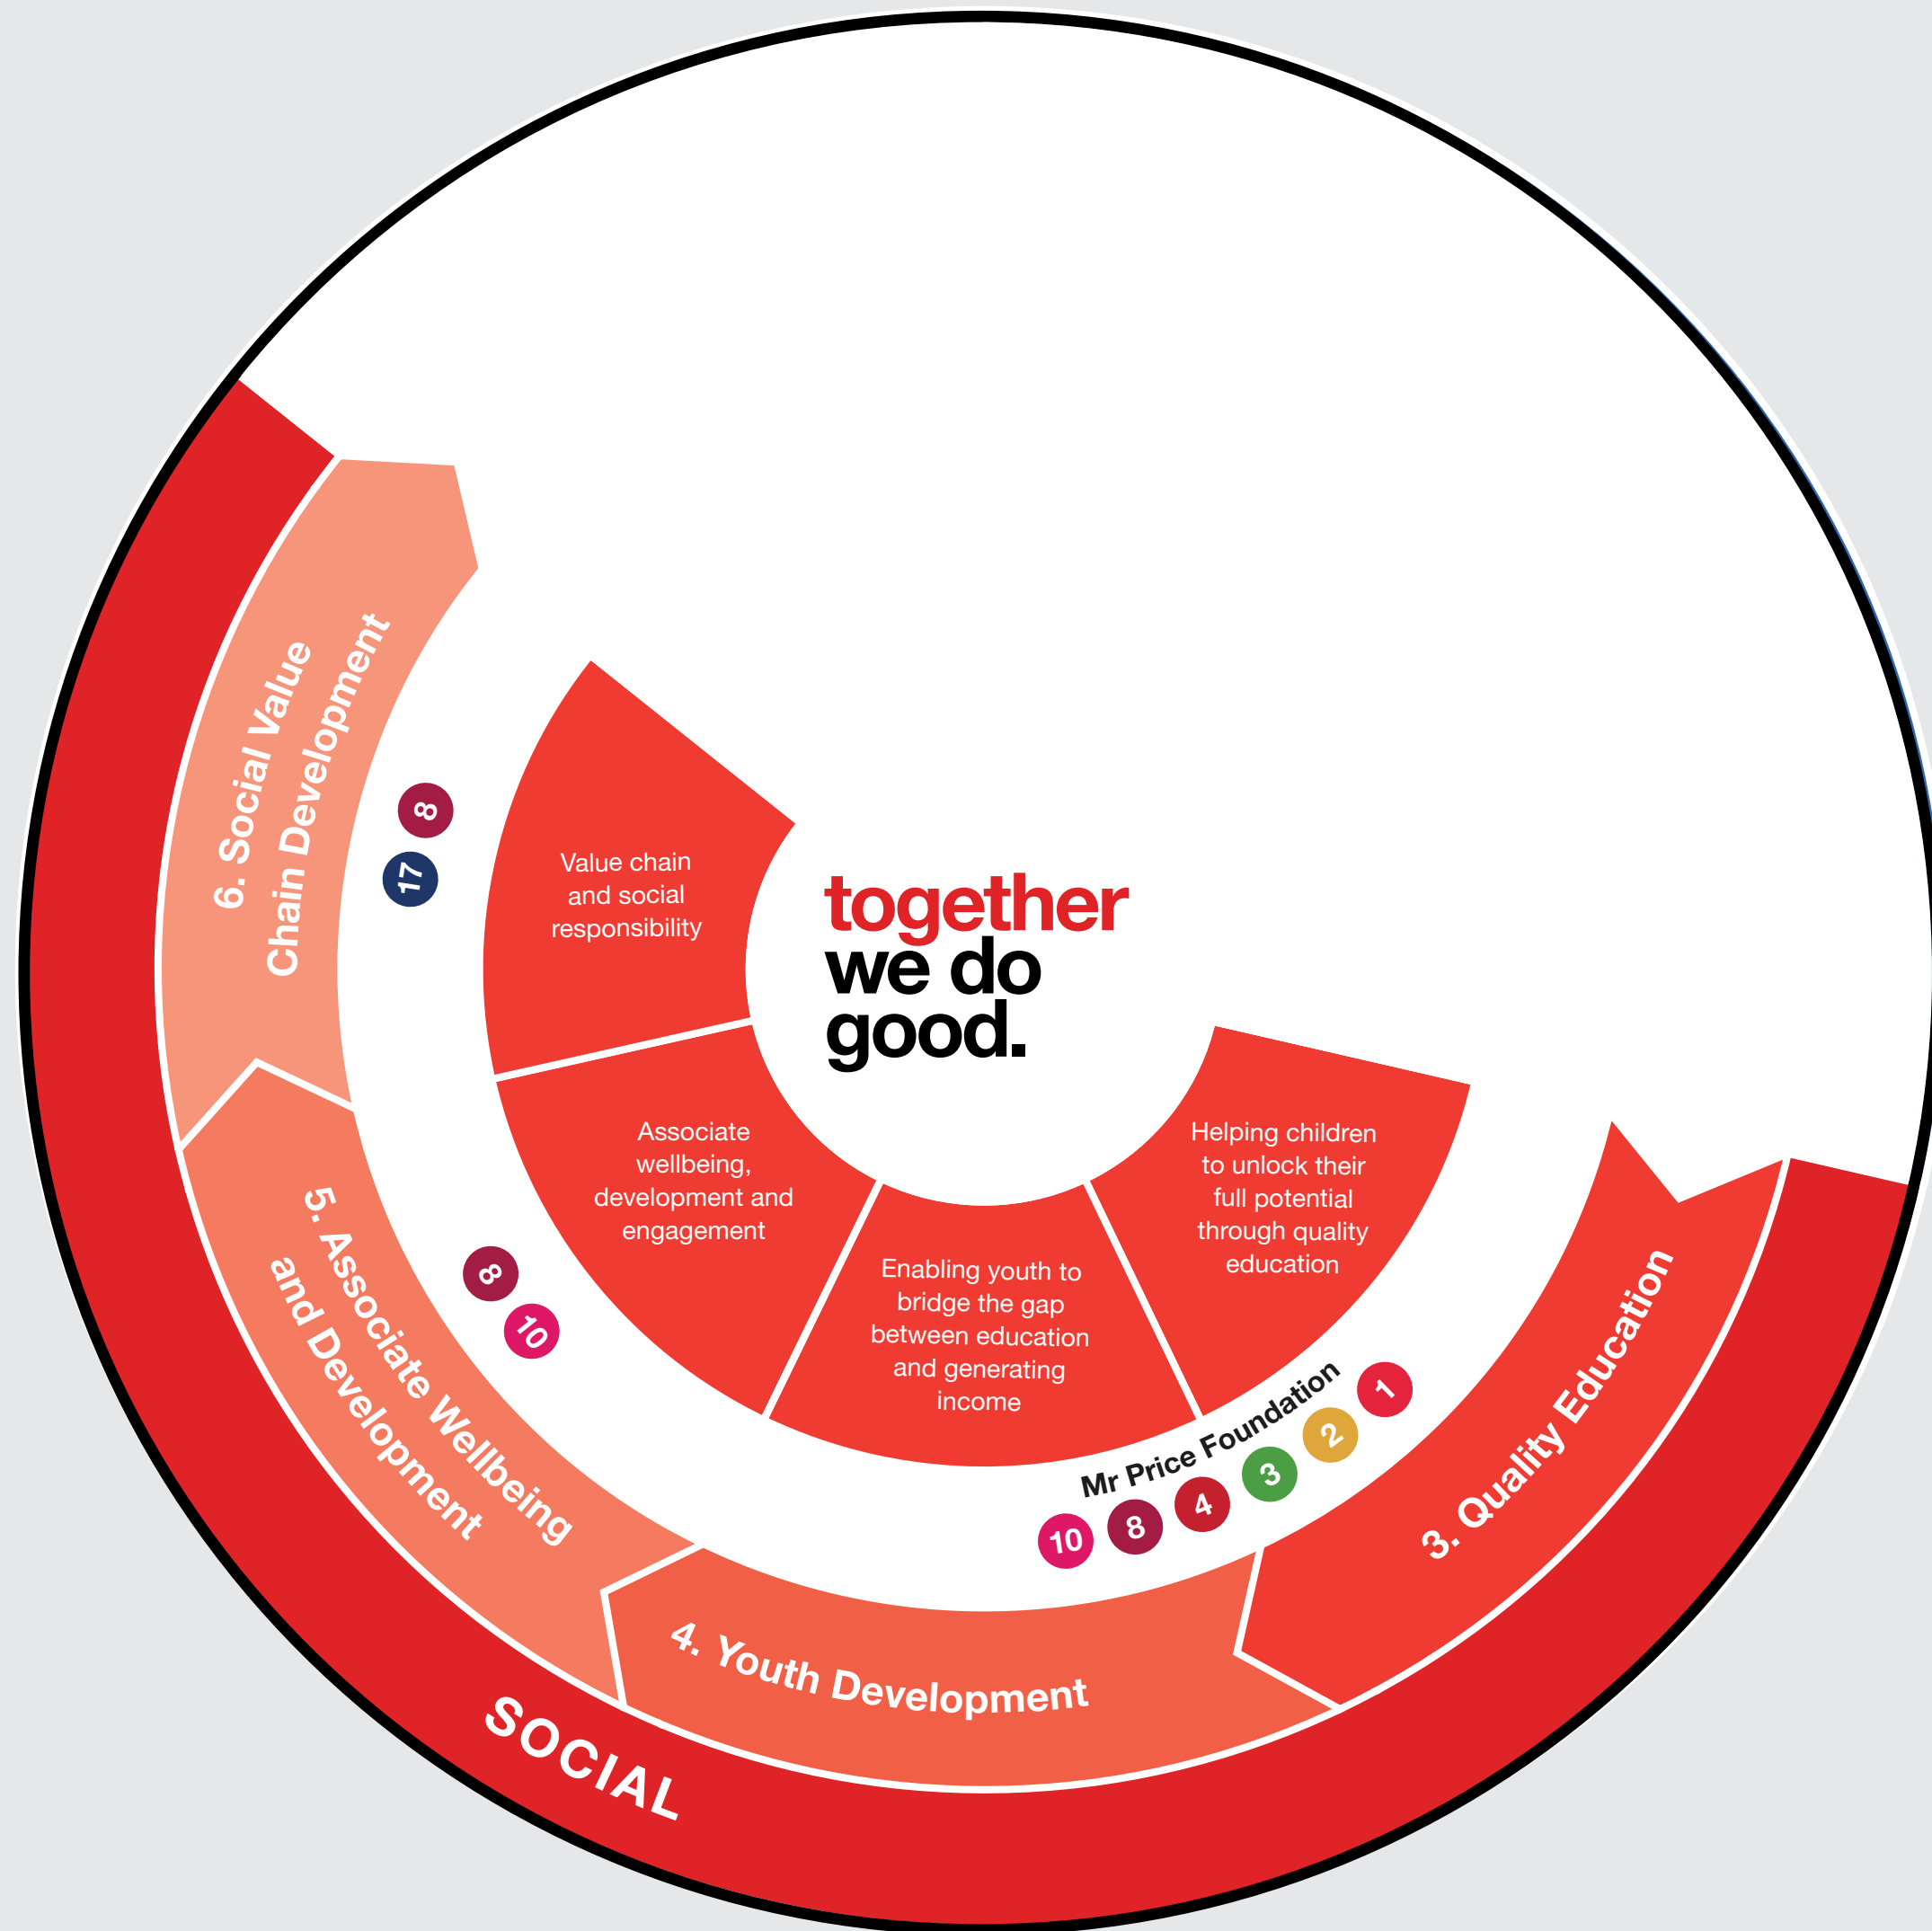 together
we do
good.
Value chain
and social
responsibility
Associate
wellbeing,
development and
engagement
Enabling youth to
bridge the gap
between education
and generating
income
Helping children
to unlock their
full potential
through quality
education
Mr Price Foundation
1
2
3
4
8
10
8
10
17
8
3. Quality Education
4. Youth Development
5. Associate Wellbeing
and Development
6. Social Value
Chain Development
SOCIAL